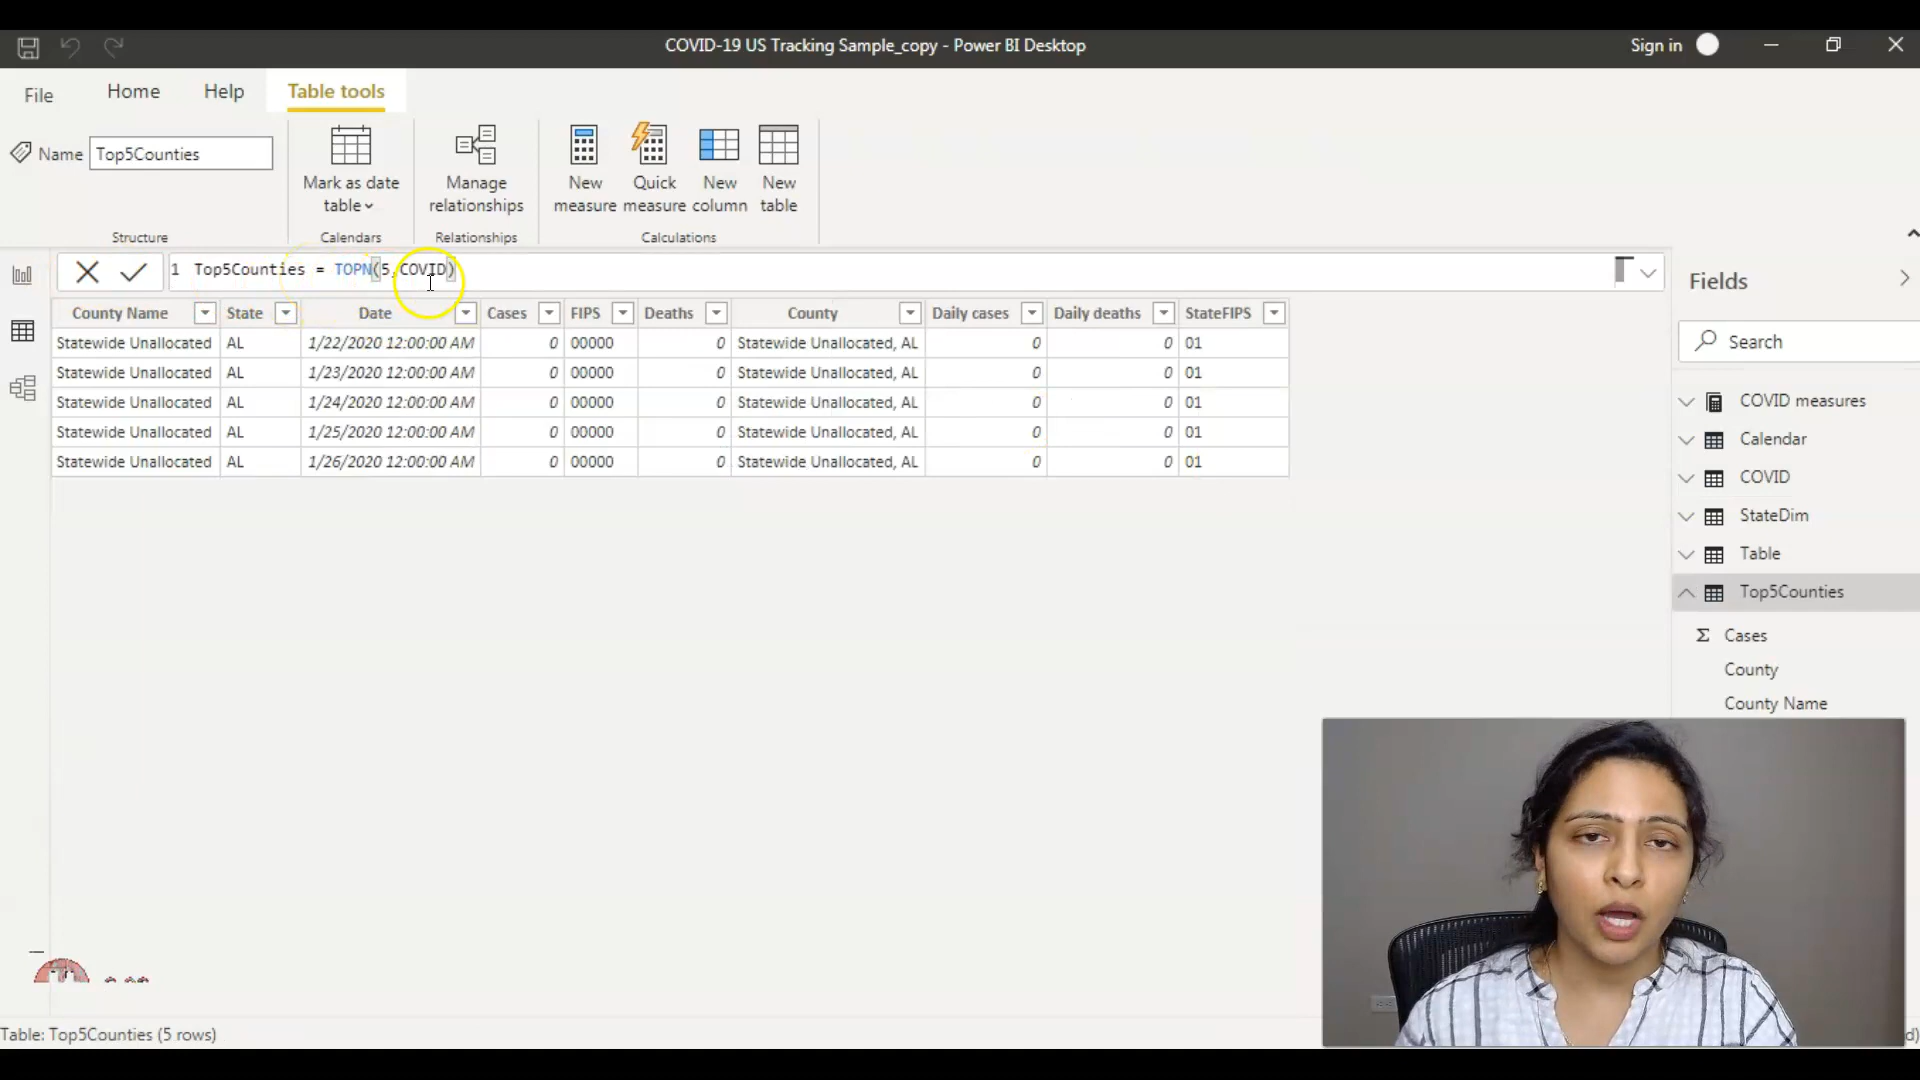 COVID-19 US Tracking Sample_copy - Power BI Desktop
Sign in
File Home Help Table tools
Name Top5Counties
Mark as date table
Manage relationships
New measure
Quick measure
New column
New table
Structure Calendars Relationships Calculations
1 Top5Counties = TOPN(5,COVID)
County Name State Date Cases FIPS Deaths County Daily cases Daily deaths StateFIPS
Statewide Unallocated AL 1/22/2020 12:00:00 AM 0 00000 0 Statewide Unallocated, AL 0 0 01
Statewide Unallocated AL 1/23/2020 12:00:00 AM 0 00000 0 Statewide Unallocated, AL 0 0 01
Statewide Unallocated AL 1/24/2020 12:00:00 AM 0 00000 0 Statewide Unallocated, AL 0 0 01
Statewide Unallocated AL 1/25/2020 12:00:00 AM 0 00000 0 Statewide Unallocated, AL 0 0 01
Statewide Unallocated AL 1/26/2020 12:00:00 AM 0 00000 0 Statewide Unallocated, AL 0 0 01
Fields
Search
COVID measures
Calendar
COVID
StateDim
Table
Top5Counties
Σ Cases
County
County Name
Table: Top5Counties (5 rows)